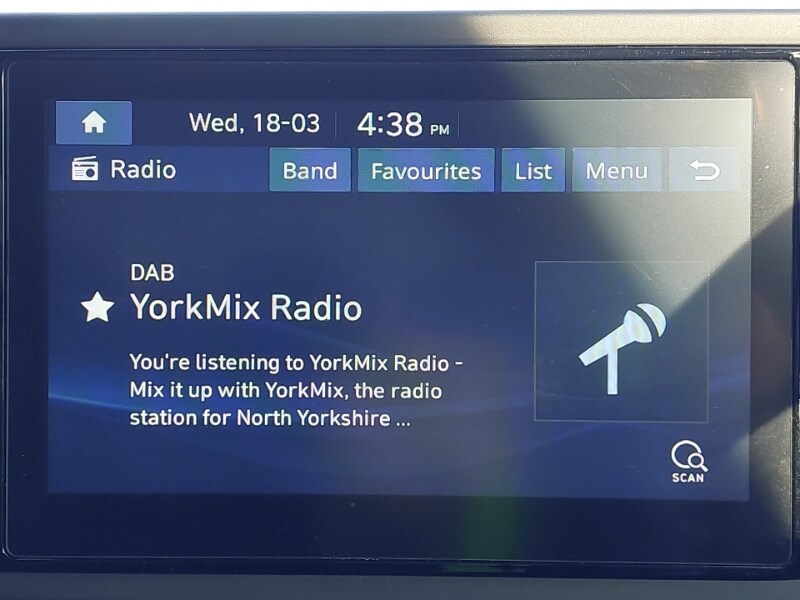 Wed, 18-03 4:38 PM
Radio Band Favourites List Menu
DAB
YorkMix Radio
You're listening to YorkMix Radio -
Mix it up with YorkMix, the radio
station for North Yorkshire ...
SCAN